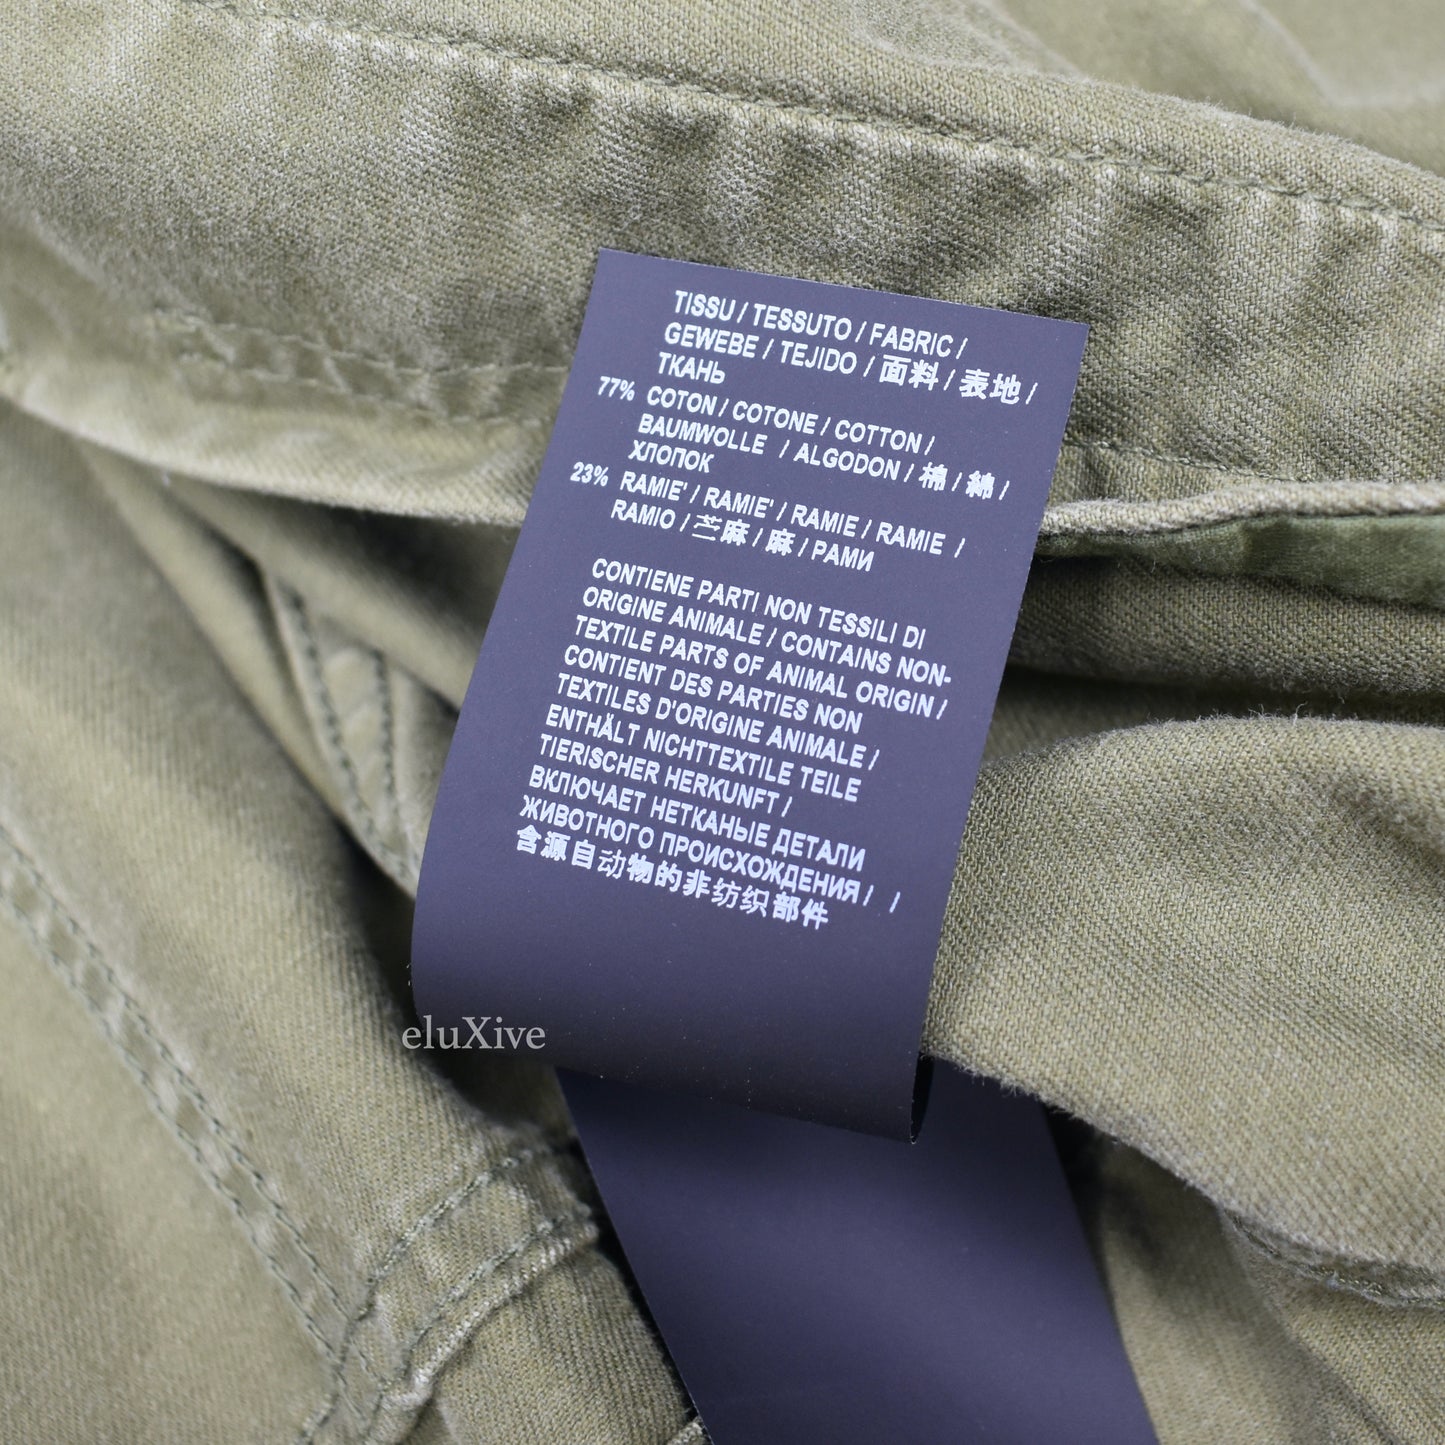 TISSU / TESSUTO / FABRIC /
GEWEBE / TEJIDO / 面料 / 表地 /
ТКАНЬ
77% COTON / COTONE / COTTON /
BAUMWOLLE / ALGODON / 棉 / 綿 /
ХЛОПОК
23% RAMIE' / RAMIE' / RAMIE / RAMIE /
RAMIO / 苎麻 / 麻 / РАМИ
CONTIENE PARTI NON TESSILI DI
ORIGINE ANIMALE / CONTAINS NON-
TEXTILE PARTS OF ANIMAL ORIGIN /
CONTIENT DES PARTIES NON
TEXTILES D'ORIGINE ANIMALE /
ENTHÄLT NICHTTEXTILE TEILE
TIERISCHER HERKUNFT /
ВКЛЮЧАЕТ НЕТКАНЫЕ ДЕТАЛИ
ЖИВОТНОГО ПРОИСХОЖДЕНИЯ / /
含源自动物的非纺织部件
eluXive